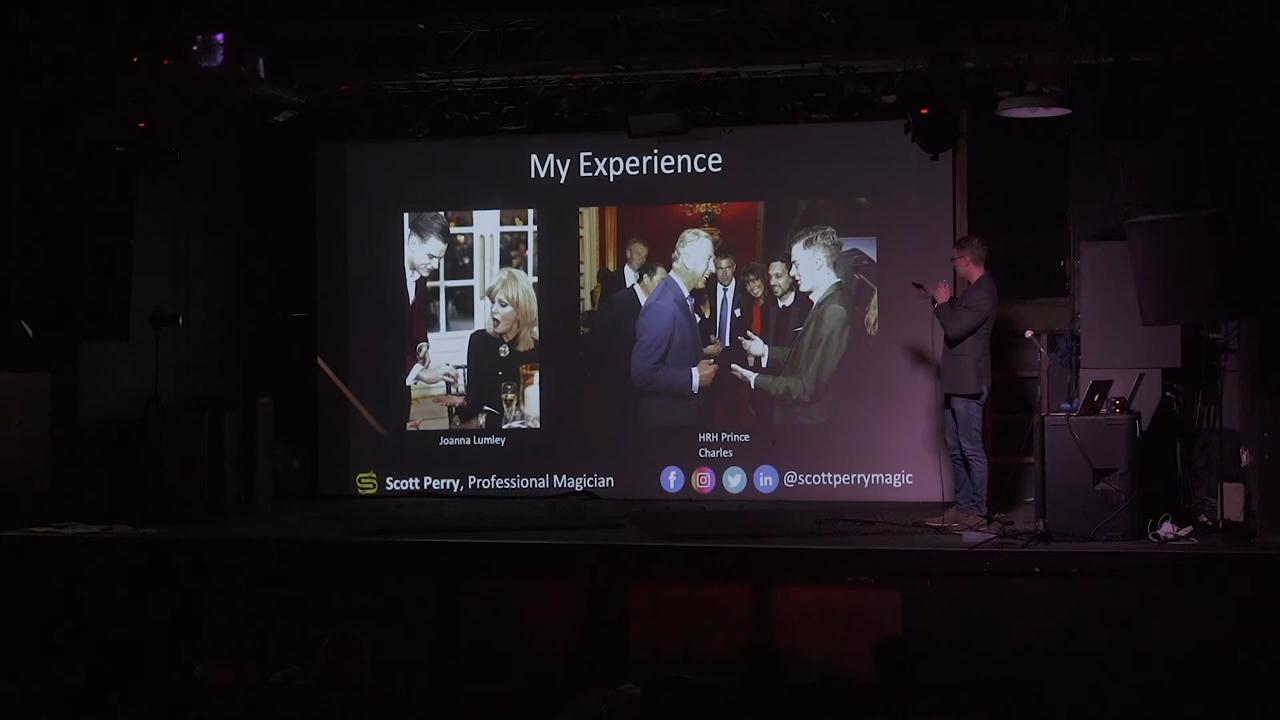 My Experience
Joanna Lumley
HRH Prince
Charles
Scott Perry, Professional Magician
@scottperrymagic